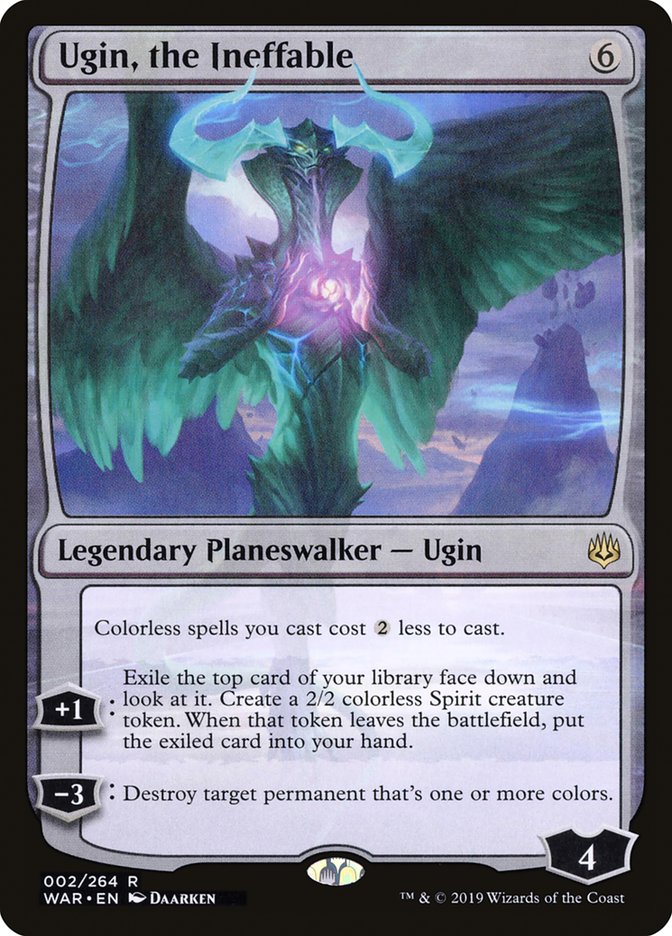 Ugin, the Ineffable 6
Legendary Planeswalker — Ugin
Colorless spells you cast cost 2 less to cast.
Exile the top card of your library face down and
look at it. Create a 2/2 colorless Spirit creature
+1: token. When that token leaves the battlefield, put
the exiled card into your hand.
−3: Destroy target permanent that's one or more colors.
4
002/264 R
WAR • EN Daarken ™ & © 2019 Wizards of the Coast